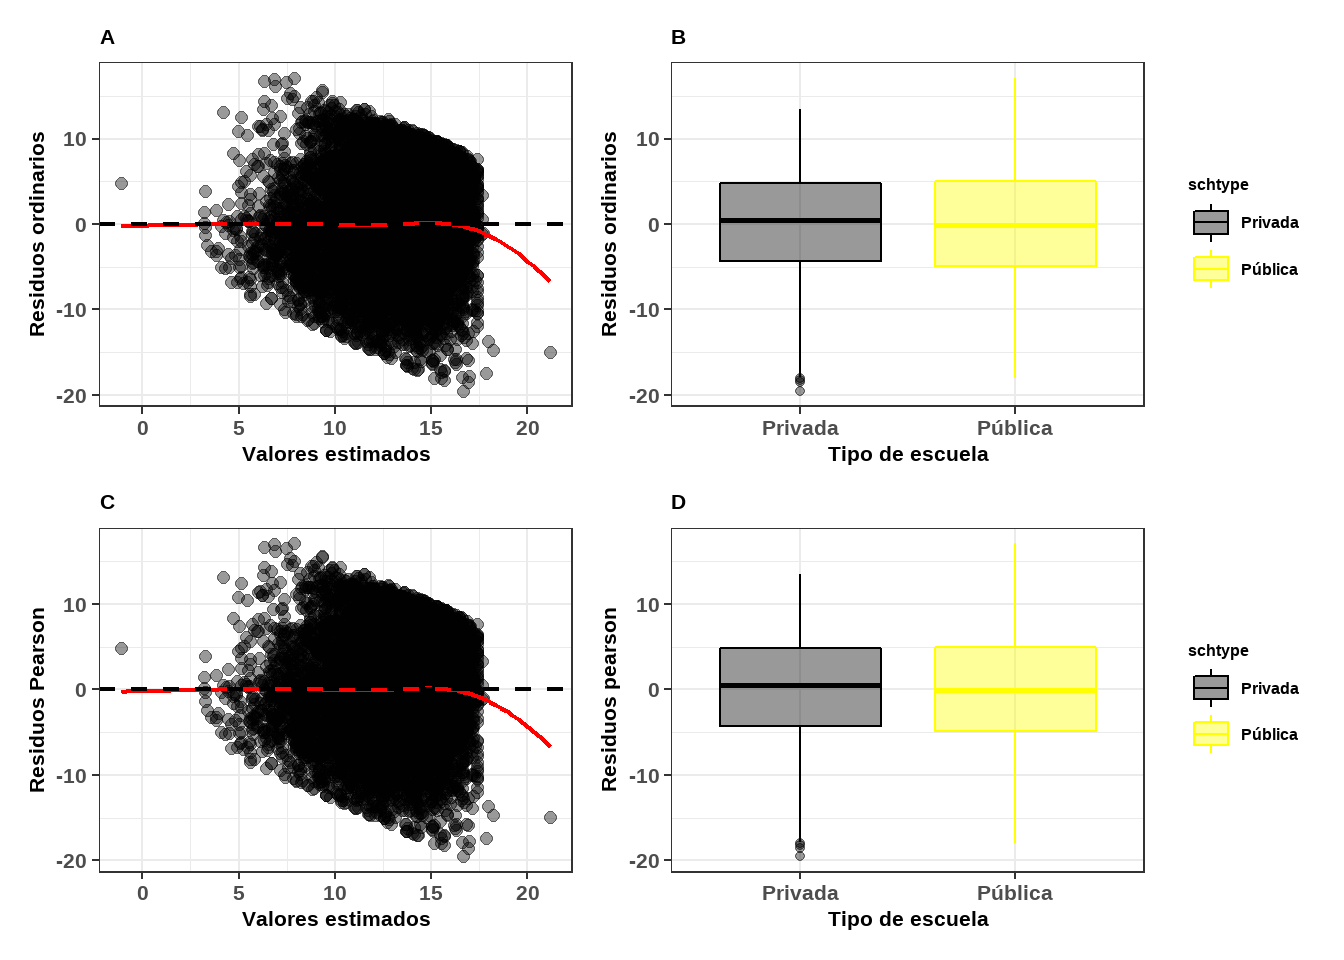 A
Residuos ordinarios
10
0
-10
-20
0 5 10 15 20
Valores estimados
B
Residuos ordinarios
10
0
-10
-20
Privada Pública
Tipo de escuela
schtype
Privada
Pública
C
Residuos Pearson
10
0
-10
-20
0 5 10 15 20
Valores estimados
D
Residuos pearson
10
0
-10
-20
Privada Pública
Tipo de escuela
schtype
Privada
Pública